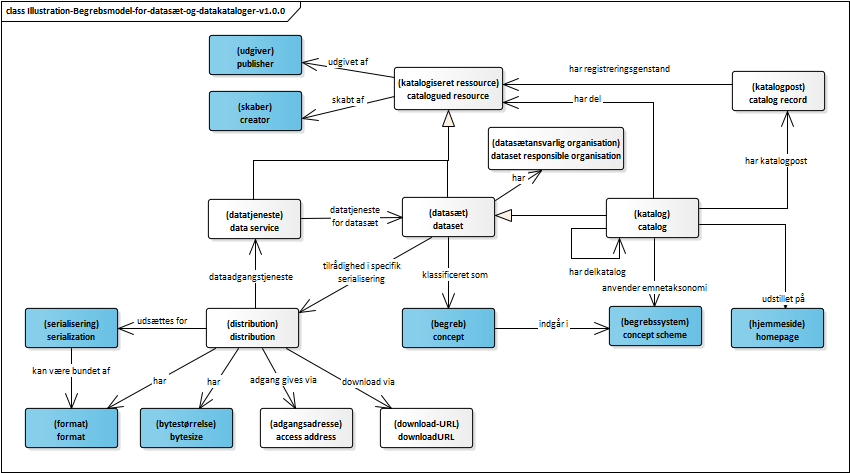 class Illustration-Begrebsmodel-for-datasæt-og-datakataloger-v1.0.0
(udgiver)
publisher
udgivet af
(katalogiseret ressource)
catalogued resource
har registreringsgenstand
(katalogpost)
catalog record
(skaber)
creator
skabt af
har del
(datasætansvarlig organisation)
dataset responsible organisation
har katalogpost
har
(datatjeneste)
data service
datatjeneste
for datasæt
(datasæt)
dataset
(katalog)
catalog
dataadgangstjeneste
tilrådighed i specifik
serialisering
klassificeret som
har delkatalog
anvender emnetaksonomi
udstillet på
(serialisering)
serialization
udsættes for
(distribution)
distribution
(begreb)
concept
indgår i
(begrebssystem)
concept scheme
(hjemmeside)
homepage
kan være bundet af
har
har
adgang gives via
download via
(format)
format
(bytestørrelse)
bytesize
(adgangsadresse)
access address
(download-URL)
downloadURL